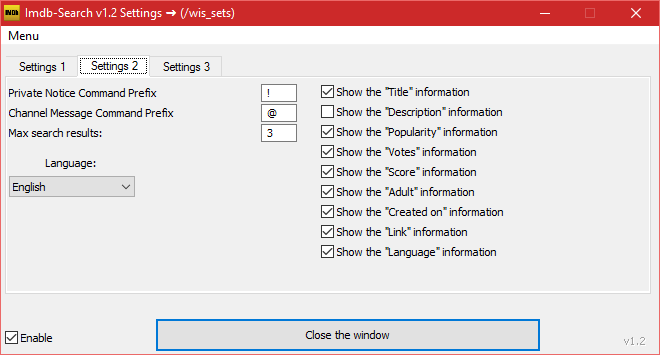 IMDb Imdb-Search v1.2 Settings → (/wis_sets)
Menu
Settings 1 Settings 2 Settings 3
Private Notice Command Prefix !
Channel Message Command Prefix @
Max search results: 3
Language:
English
Show the "Title" information
Show the "Description" information
Show the "Popularity" information
Show the "Votes" information
Show the "Score" information
Show the "Adult" information
Show the "Created on" information
Show the "Link" information
Show the "Language" information
Enable
Close the window
v1.2